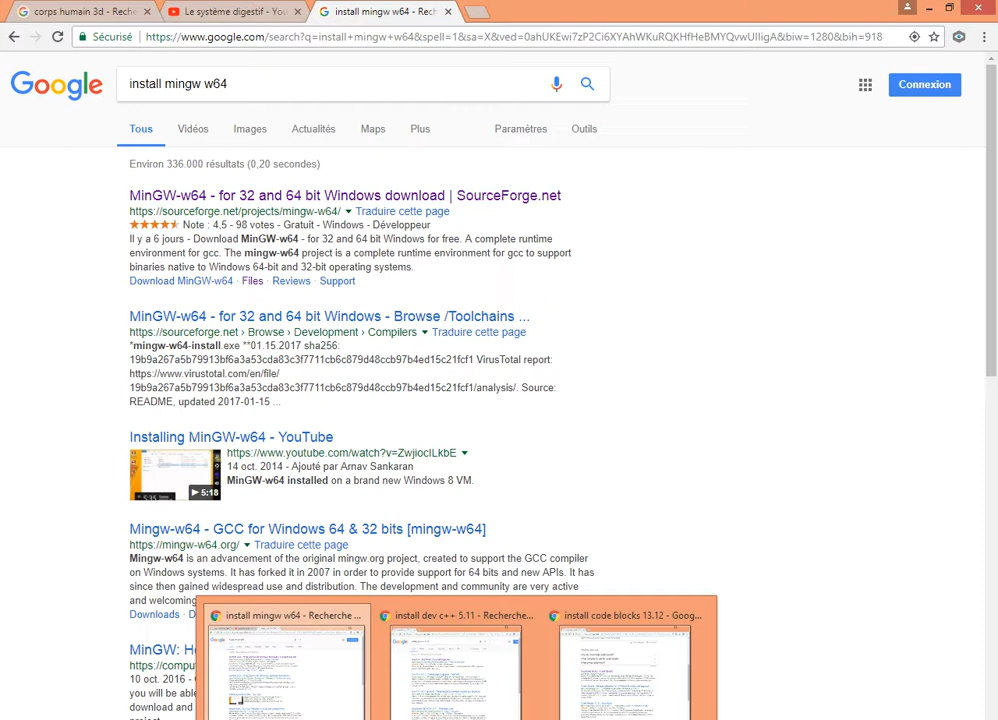 corps humain 3d - Reche
Le système digestif - You
install mingw w64 - Rech
Sécurisé
https://www.google.com/search?q=install+mingw+w64&spell=1&sa=X&ved=0ahUKEwi7zP2Ci6XYAhWKuRQKHfHeBMYQvwUIIigA&biw=1280&bih=918
Google
install mingw w64
Connexion
Tous Vidéos Images Actualités Maps Plus Paramètres Outils
Environ 336.000 résultats (0,20 secondes)
MinGW-w64 - for 32 and 64 bit Windows download | SourceForge.net
https://sourceforge.net/projects/mingw-w64/ Traduire cette page
Note : 4,5 - 98 votes - Gratuit - Windows - Développeur
Il y a 6 jours - Download MinGW-w64 - for 32 and 64 bit Windows for free. A complete runtime
environment for gcc. The mingw-w64 project is a complete runtime environment for gcc to support
binaries native to Windows 64-bit and 32-bit operating systems.
Download MinGW-w64 · Files · Reviews · Support
MinGW-w64 - for 32 and 64 bit Windows - Browse /Toolchains ...
https://sourceforge.net › Browse › Development › Compilers Traduire cette page
"mingw-w64-install.exe **01.15.2017 sha256:
19b9a267a5b79913bf6a3a53cda83c3f7711cb6c879d48ccb97b4ed15c21fcf1 VirusTotal report:
https://www.virustotal.com/en/file/
19b9a267a5b79913bf6a3a53cda83c3f7711cb6c879d48ccb97b4ed15c21fcf1/analysis/. Source:
README, updated 2017-01-15 ...
Installing MinGW-w64 - YouTube
https://www.youtube.com/watch?v=ZwjiocILkbE
14 oct. 2014 - Ajouté par Arnav Sankaran
MinGW-w64 installed on a brand new Windows 8 VM.
5:18
Mingw-w64 - GCC for Windows 64 & 32 bits [mingw-w64]
https://mingw-w64.org/ Traduire cette page
Mingw-w64 is an advancement of the original mingw.org project, created to support the GCC compiler
on Windows systems. It has forked it in 2007 in order to provide support for 64 bits and new APIs. It has
since then gained widespread use and distribution. The development and community are very active
and welcoming
Downloads · D
install mingw w64 - Recherche ...
install dev c++ 5.11 - Recherche...
install code blocks 13.12 - Goog...
MinGW: H
https://compu
10 oct. 2016 -
you will be able
download and
project